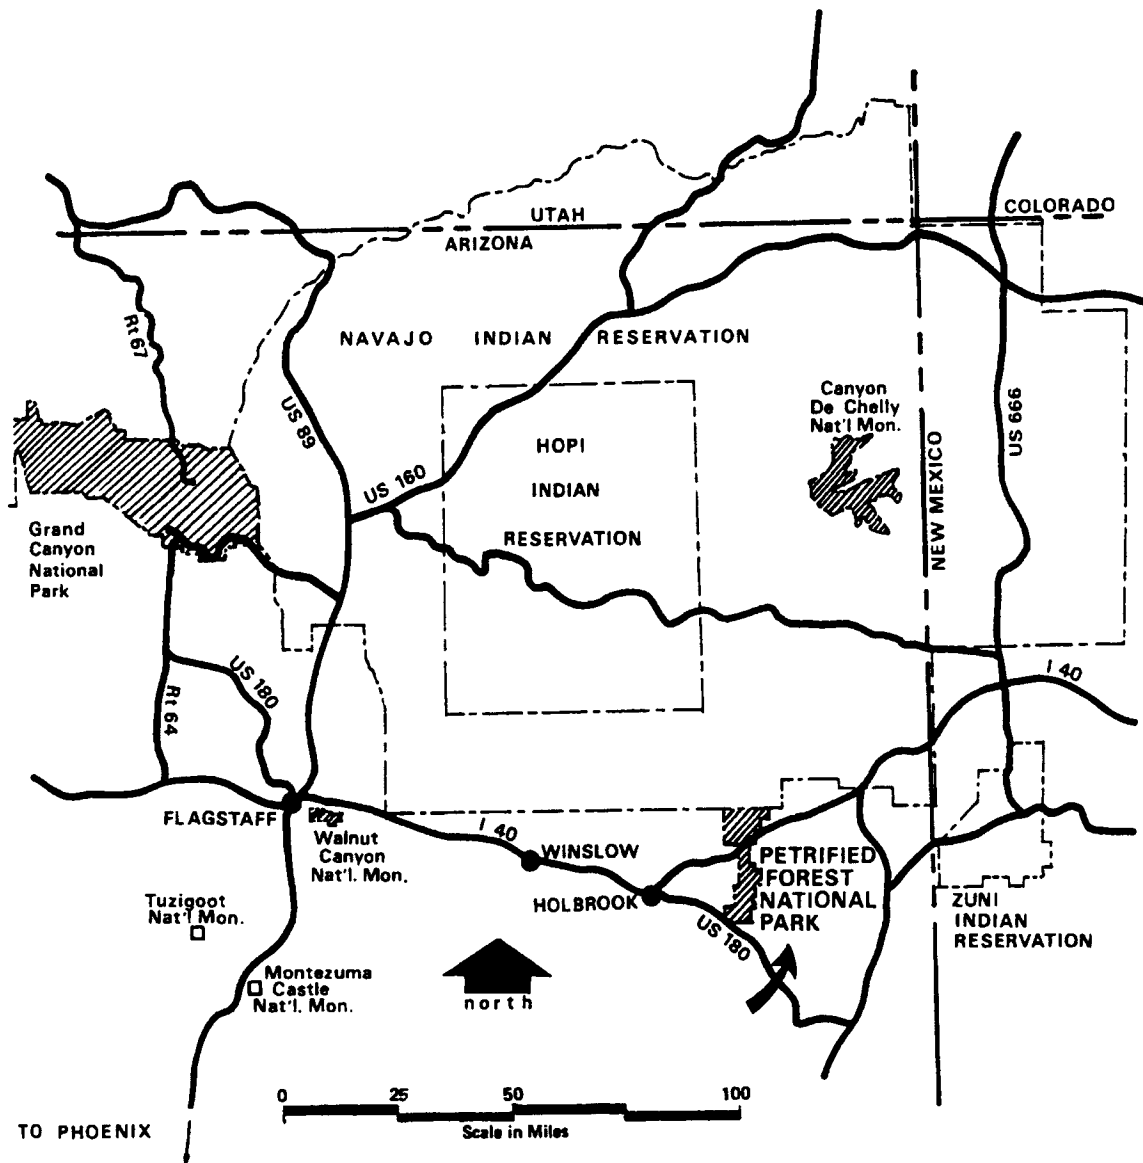 COLORADO
UTAH
ARIZONA
Rt 67
NAVAJO INDIAN RESERVATION
US 89
Canyon
De Chelly
Nat'l Mon.
US 666
HOPI
INDIAN
RESERVATION
US 160
NEW MEXICO
Grand
Canyon
National
Park
US 180
Rt 64
I 40
FLAGSTAFF
Walnut
Canyon
Nat'l. Mon.
I 40
WINSLOW
HOLBROOK
PETRIFIED
FOREST
NATIONAL
PARK
US 180
ZUNI
INDIAN
RESERVATION
Tuzigoot
Nat'l Mon.
Montezuma
Castle
Nat'l. Mon.
north
0 25 50 100
Scale in Miles
TO PHOENIX